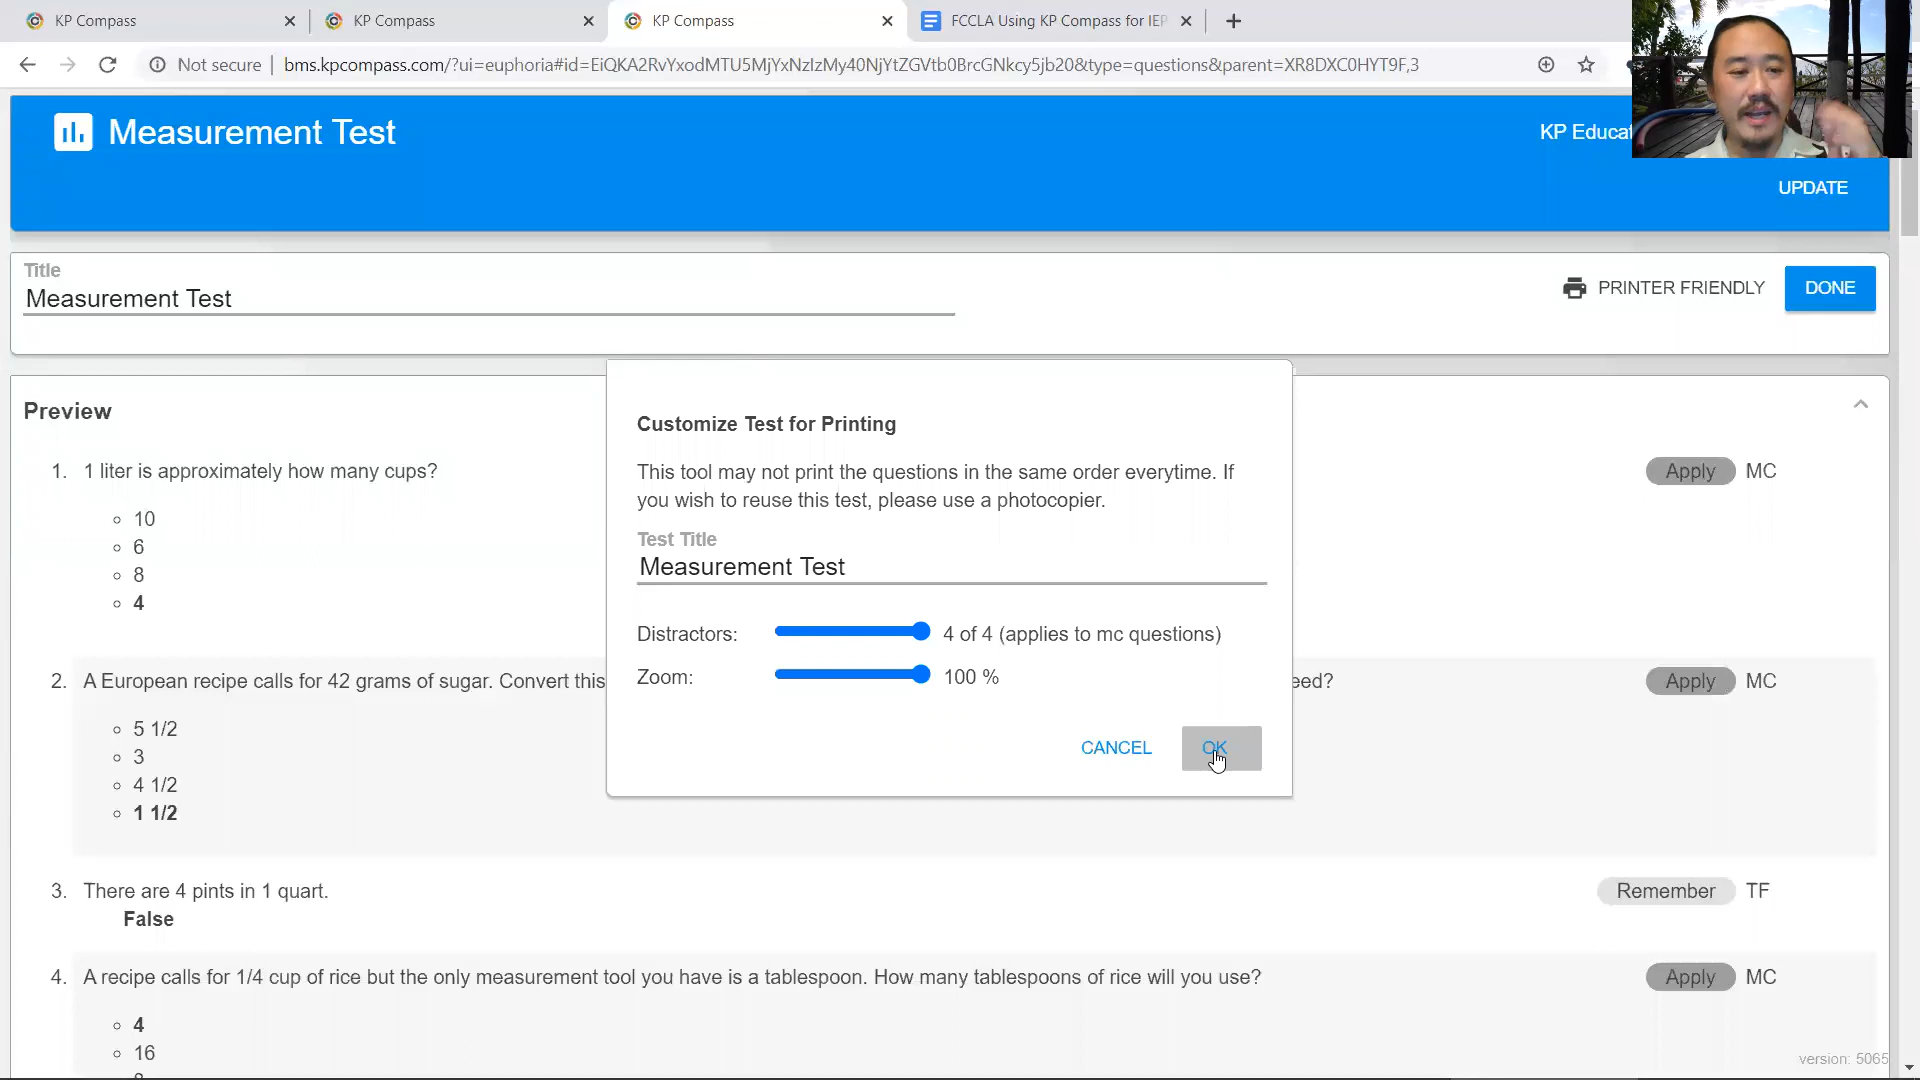 KP Compass
KP Compass
KP Compass
FCCLA Using KP Compass for IEP
Not secure
bms.kpcompass.com/?ui=euphoria#id=EiQKA2RvYxodMTU5MjYxNzIzMy40NjYtZGVtb0BrcGNkcy5jb20&type=questions&parent=XR8DXC0HYT9F,3
Measurement Test
KP Educat
UPDATE
Title
Measurement Test
PRINTER FRIENDLY
DONE
Preview
1. 1 liter is approximately how many cups?
Apply MC
10
6
8
4
2. A European recipe calls for 42 grams of sugar. Convert this
eed?
Apply MC
5 1/2
3
4 1/2
1 1/2
3. There are 4 pints in 1 quart.
Remember TF
False
4. A recipe calls for 1/4 cup of rice but the only measurement tool you have is a tablespoon. How many tablespoons of rice will you use?
Apply MC
4
16
Customize Test for Printing
This tool may not print the questions in the same order everytime. If
you wish to reuse this test, please use a photocopier.
Test Title
Measurement Test
Distractors: 4 of 4 (applies to mc questions)
Zoom: 100 %
CANCEL
OK
version: 5065